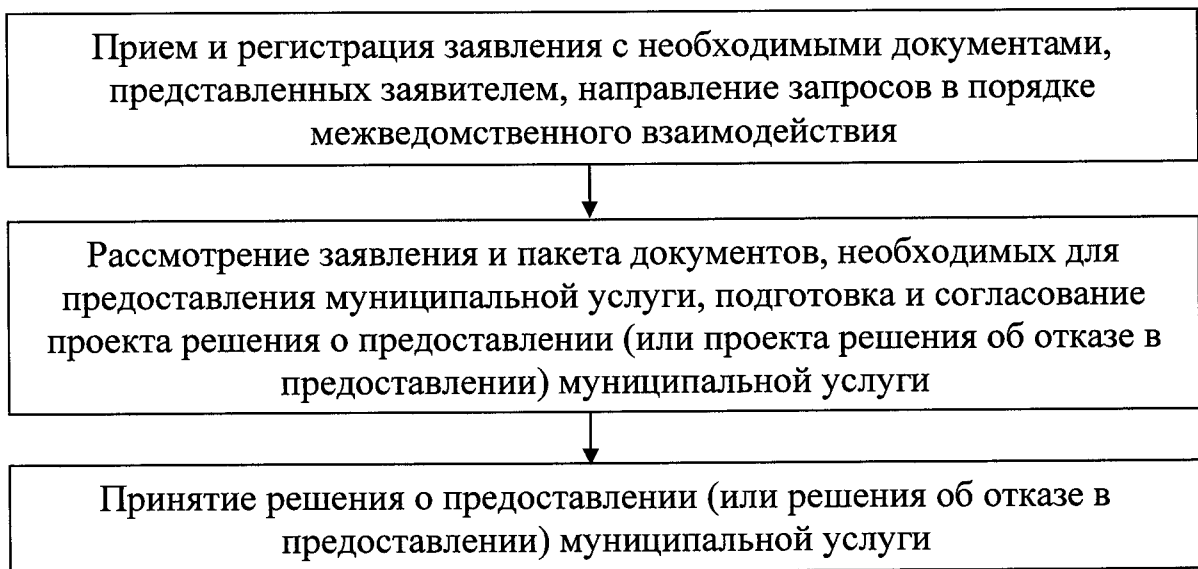 Прием и регистрация заявления с необходимыми документами,
представленных заявителем, направление запросов в порядке
межведомственного взаимодействия
Рассмотрение заявления и пакета документов, необходимых для
предоставления муниципальной услуги, подготовка и согласование
проекта решения о предоставлении (или проекта решения об отказе в
предоставлении) муниципальной услуги
Принятие решения о предоставлении (или решения об отказе в
предоставлении) муниципальной услуги